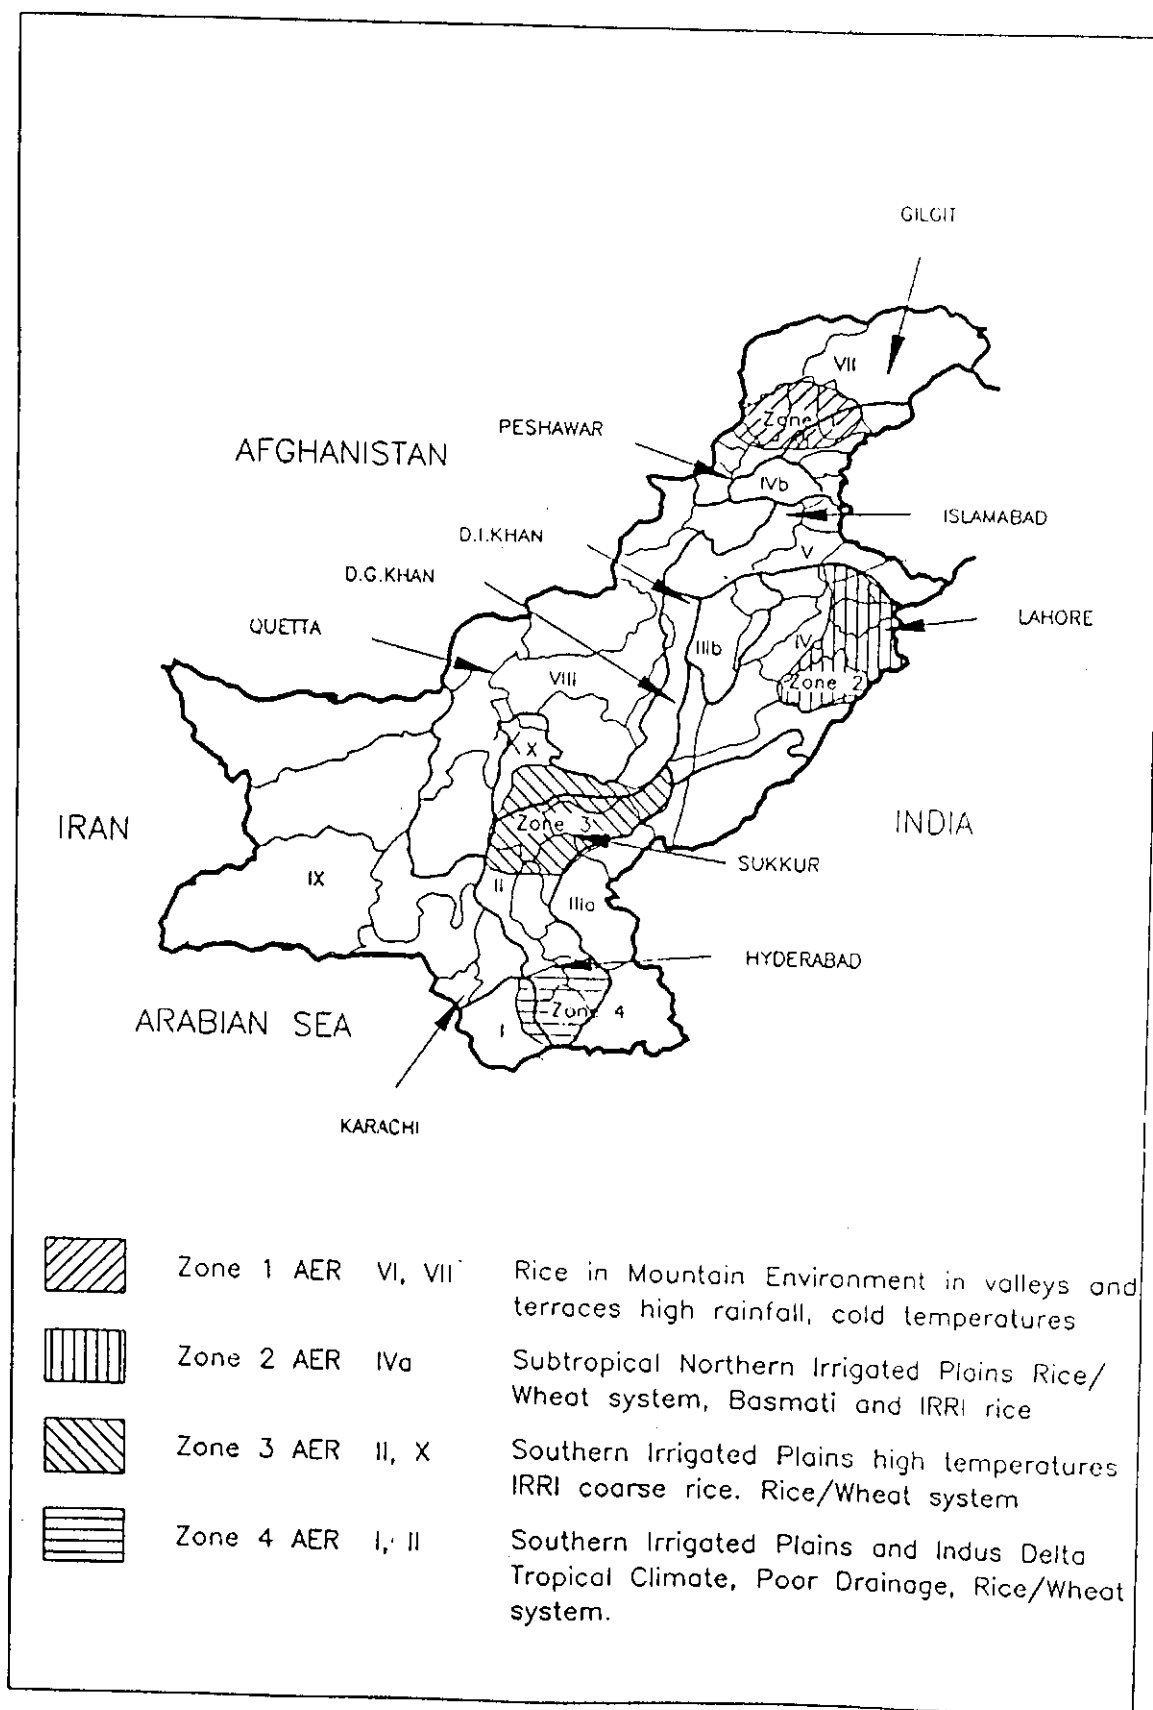 GILGIT
VII
Zone 1
PESHAWAR
AFGHANISTAN
IVb
ISLAMABAD
D.I.KHAN
V
D.G.KHAN
LAHORE
QUETTA
IIIb
IV
VIII
Zone 2
X
IRAN
Zone 3
INDIA
SUKKUR
IX
II
IIIa
HYDERABAD
ARABIAN SEA
Zone 4
I
KARACHI
Zone 1 AER VI, VII Rice in Mountain Environment in valleys and
terraces high rainfall, cold temperatures
Zone 2 AER IVa Subtropical Northern Irrigated Plains Rice/
Wheat system, Basmati and IRRI rice
Zone 3 AER II, X Southern Irrigated Plains high temperatures
IRRI coarse rice. Rice/Wheat system
Zone 4 AER I, II Southern Irrigated Plains and Indus Delta
Tropical Climate, Poor Drainage, Rice/Wheat
system.